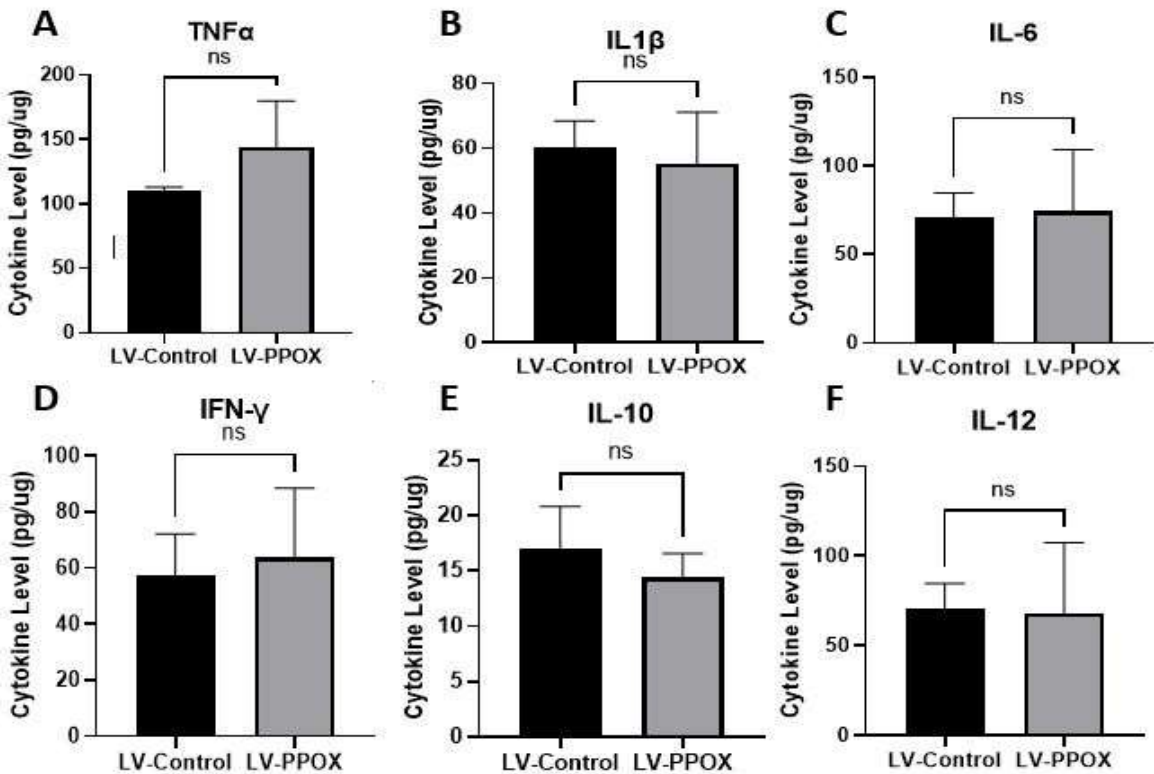 A
TNFα
ns
Cytokine Level (pg/ug)
200
150
100
50
0
LV-Control LV-PPOX
B
IL1β
ns
Cytokine Level (pg/ug)
80
60
40
20
0
LV-Control LV-PPOX
C
IL-6
ns
Cytokine Level (pg/ug)
150
100
50
0
LV-Control LV-PPOX
D
IFN-γ
ns
Cytokine Level (pg/ug)
100
80
60
40
20
0
LV-Control LV-PPOX
E
IL-10
ns
Cytokine Level (pg/ug)
25
20
15
10
5
0
LV-Control LV-PPOX
F
IL-12
ns
Cytokine Level (pg/ug)
150
100
50
0
LV-Control LV-PPOX